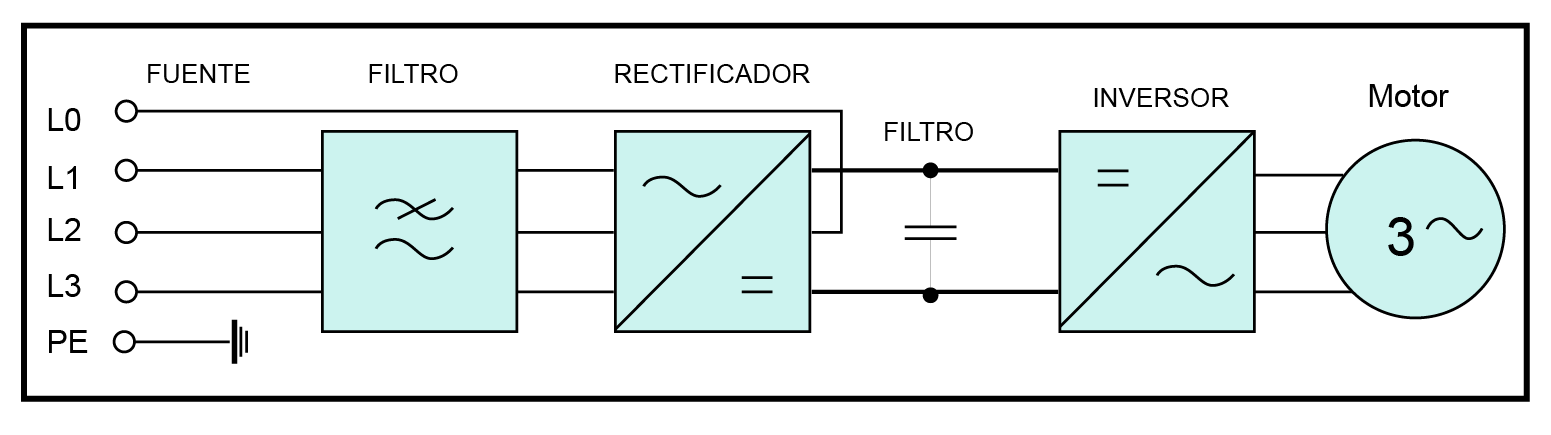 FUENTE
FILTRO
RECTIFICADOR
INVERSOR
Motor
L0
FILTRO
L1
L2
3
L3
PE